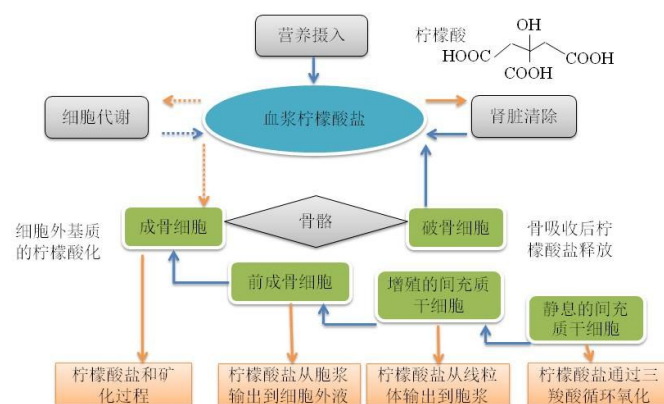 营养摄入
柠檬酸
OH
HOOC
COOH
COOH
细胞代谢
血浆柠檬酸盐
肾脏清除
细胞外基质
的柠檬酸化
成骨细胞
骨骼
破骨细胞
骨吸收后柠
檬酸盐释放
前成骨细胞
增殖的间充质
干细胞
静息的间充
质干细胞
柠檬酸盐和矿
化过程
柠檬酸盐从胞浆
输出到细胞外液
柠檬酸盐从线粒
体输出到胞浆
柠檬酸盐通过三
羧酸循环氧化